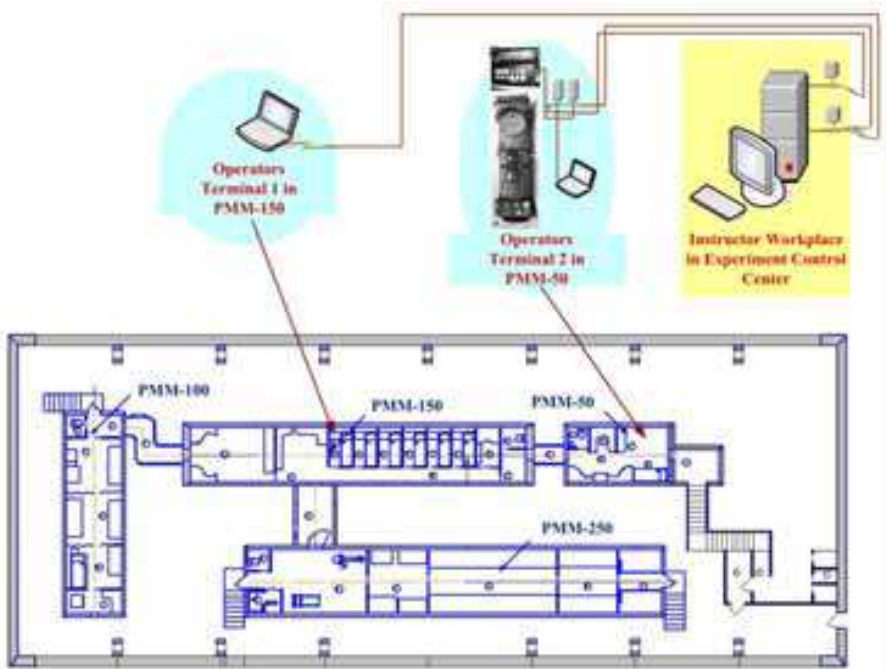 Operators
Terminal 1 in
PMM-150
Operators
Terminal 2 in
PMM-50
Instructor Workplace
in Experiment Control
Center
PMM-100
PMM-150
PMM-50
PMM-250